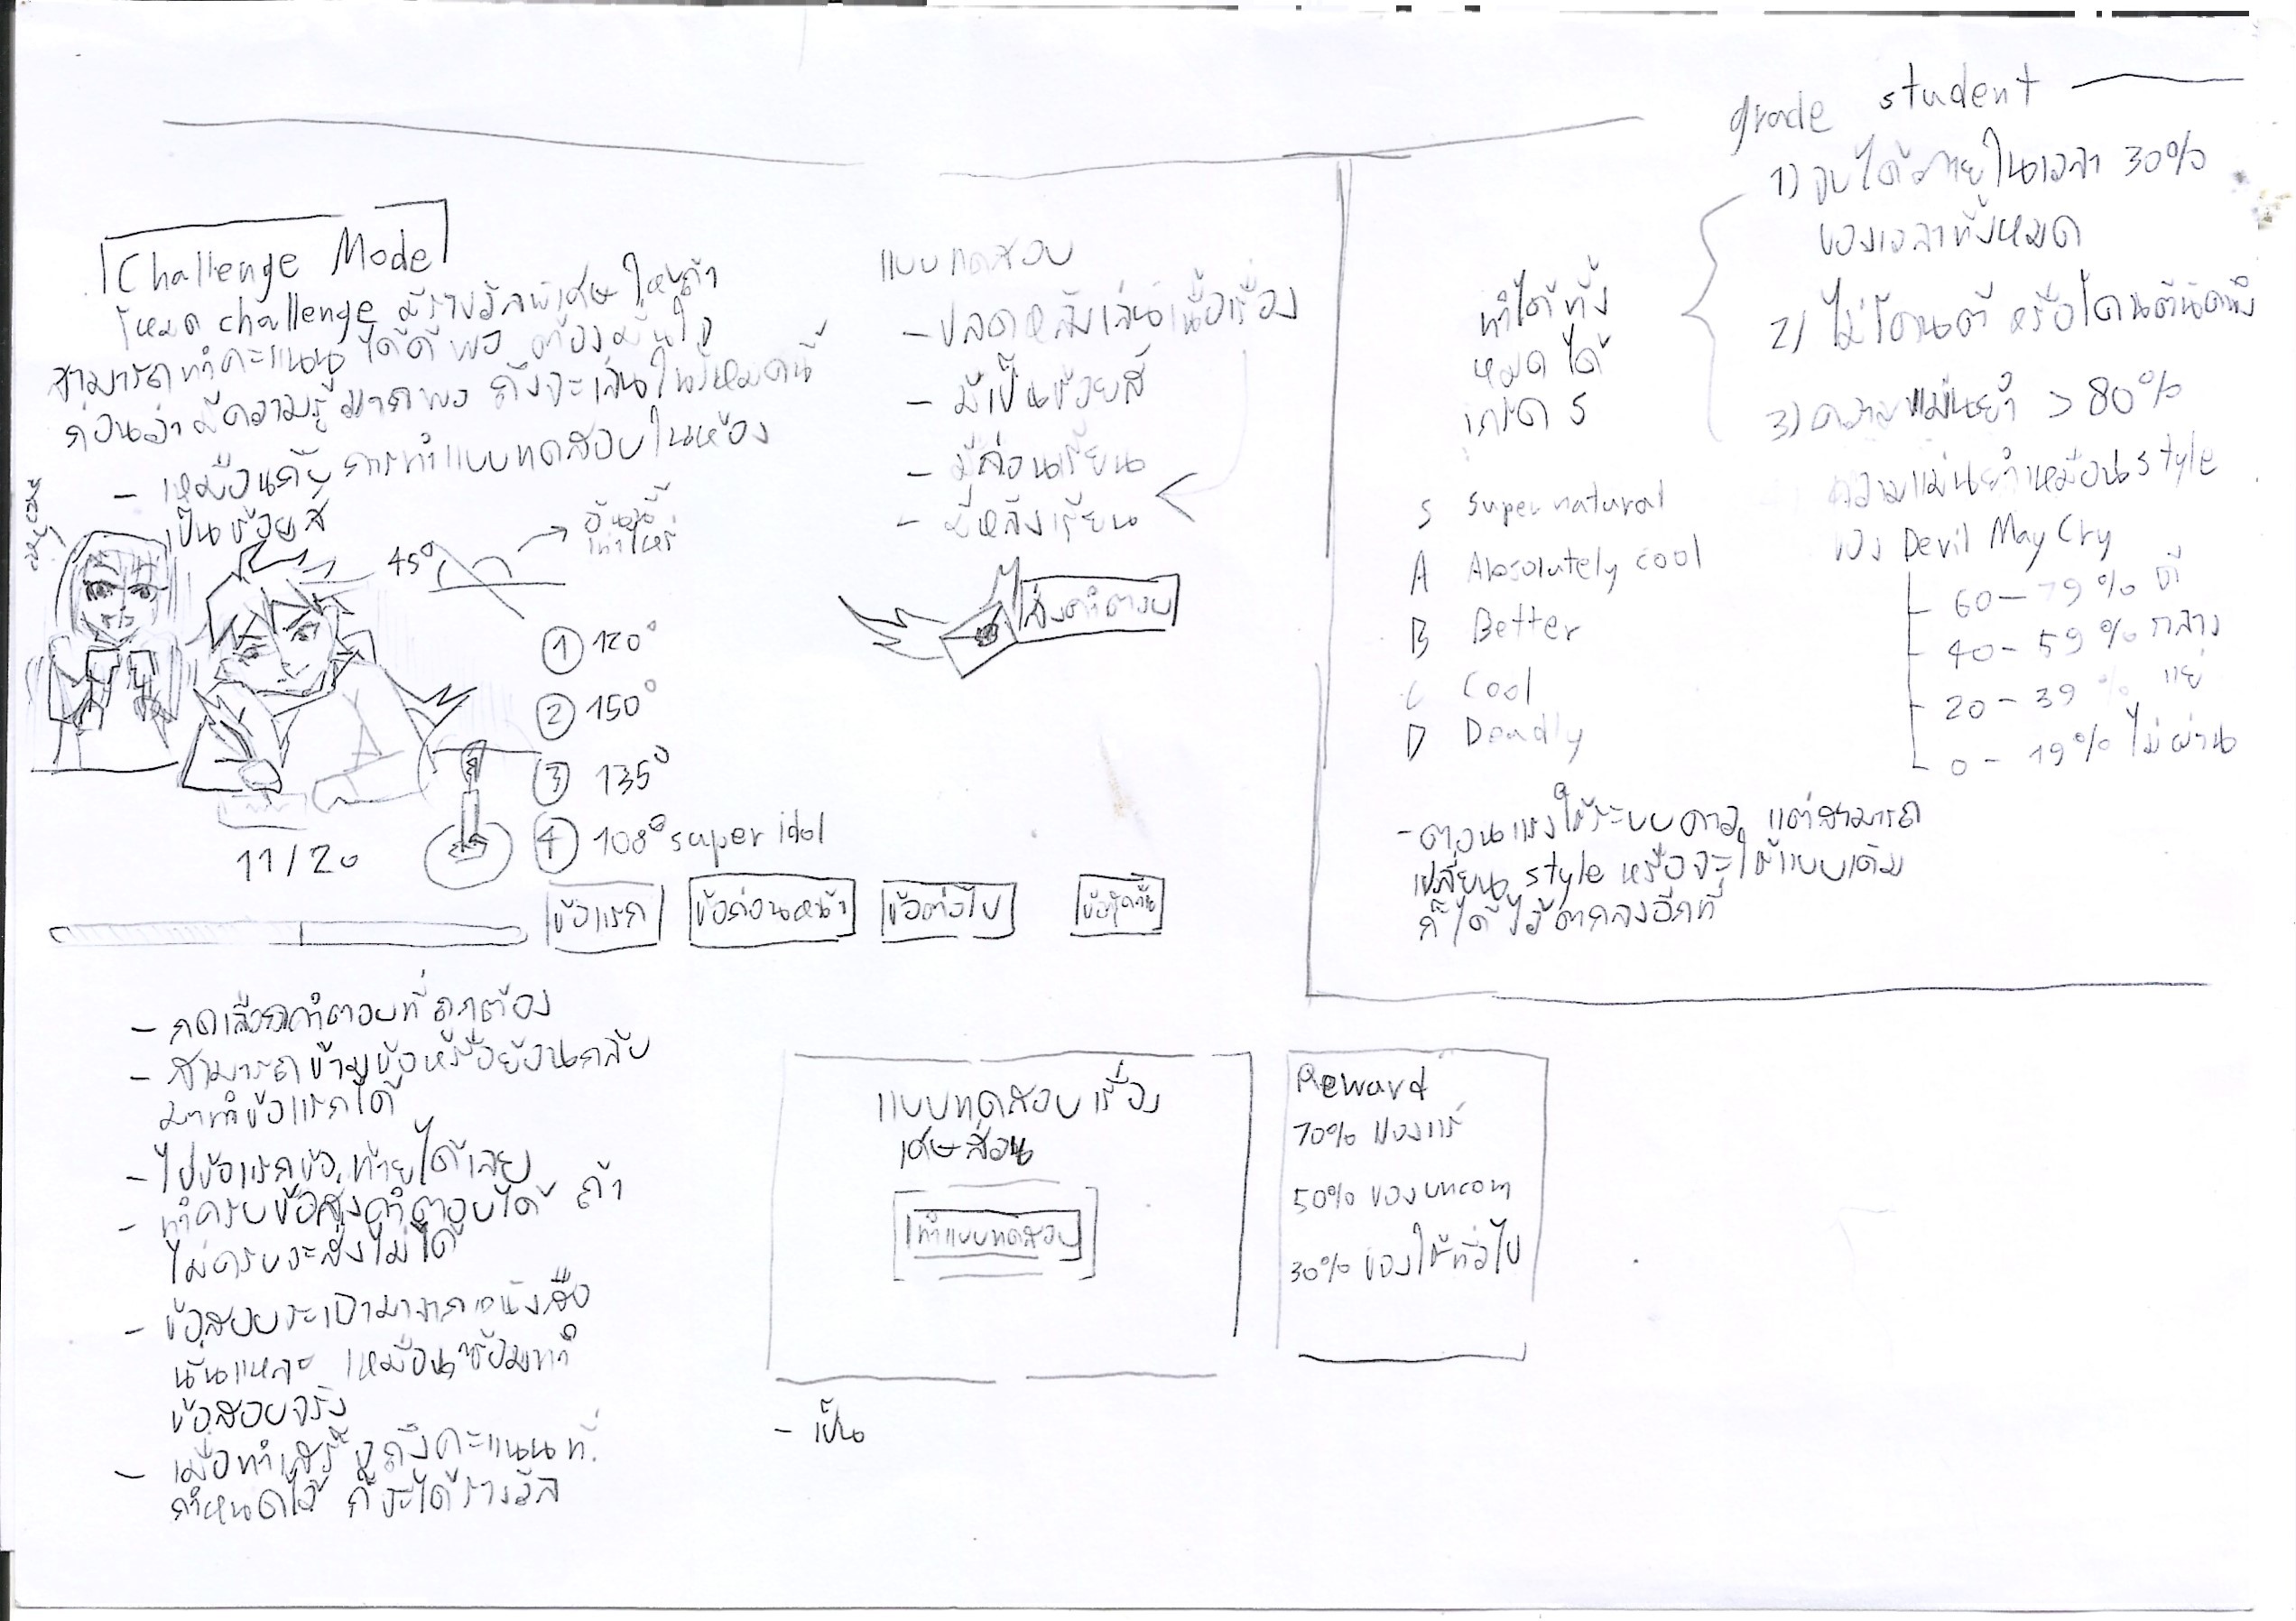 Challenge Mode
โหมด challenge มีรางวัลพิเศษ ให้ถ้า
สามารถทำคะแนนได้ดีพอ ต้องมั่นใจ
ก่อนว่ามีความรู้มากพอ ถึงจะเล่นในโหมดนี้
- เหมือนกับการทำแบบทดสอบในห้อง
เป็นช้อยส์
45°
อันนี้
เท่าไหร่
① 120°
② 150°
③ 135°
④ 108° super idol
11/20
ข้อแรก
ข้อก่อนหน้า
ข้อต่อไป
- กดเลือกคำตอบที่ถูกต้อง
- สามารถข้ามข้อหรือย้อนกลับ
มาทำข้อแรกได้
- ไปข้อแรกข้อท้ายได้เลย
- ทำครบข้อส่งคำตอบได้ ถ้า
ไม่ครบจะส่งไม่ได้
- ข้อสอบจะเอามาจากหนังสือ
นั่นแหละ เหมือนซ้อมทำ
ข้อสอบจริง
- เมื่อทำเสร็จถึงคะแนนที่
กำหนดไว้ ก็จะได้รางวัล
แบบทดสอบ
- ปลดหลังเล่นเนื้อเรื่อง
- มีเป็นช้อยส์
- มีก่อนเรียน
- มีหลังเรียน
ส่งคำตอบ
แบบทดสอบเรื่อง
เศษส่วน
ทำแบบทดสอบ
- เป็น
Reward
70% ของแรร์
50% ของ uncom
30% ของใช้ทั่วไป
grade student
1) จบได้ภายในเวลา 30%
ของเวลาทั้งหมด
2) ไม่โดนตี หรือโดนตีนิดนึง
3) ความแม่นยำ > 80%
ทำได้ทั้ง
หมดได้
เกรด S
ความแม่นยำเหมือน style
ของ Devil May Cry
60 - 79% ดี
40 - 59% กลาง
20 - 39% แย่
0 - 19% ไม่ผ่าน
S Supernatural
A Absolutely cool
B Better
C Cool
D Deadly
- ตอนแรกใช้ระบบดาว แต่สามารถ
เปลี่ยน style หรือจะใช้แบบเดิม
ก็ได้ ไว้ตกลงอีกที